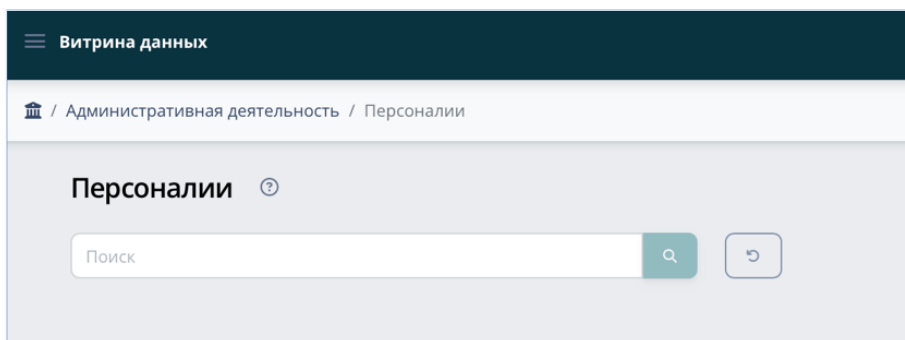 Витрина данных
/ Административная деятельность / Персоналии
Персоналии ?
Поиск